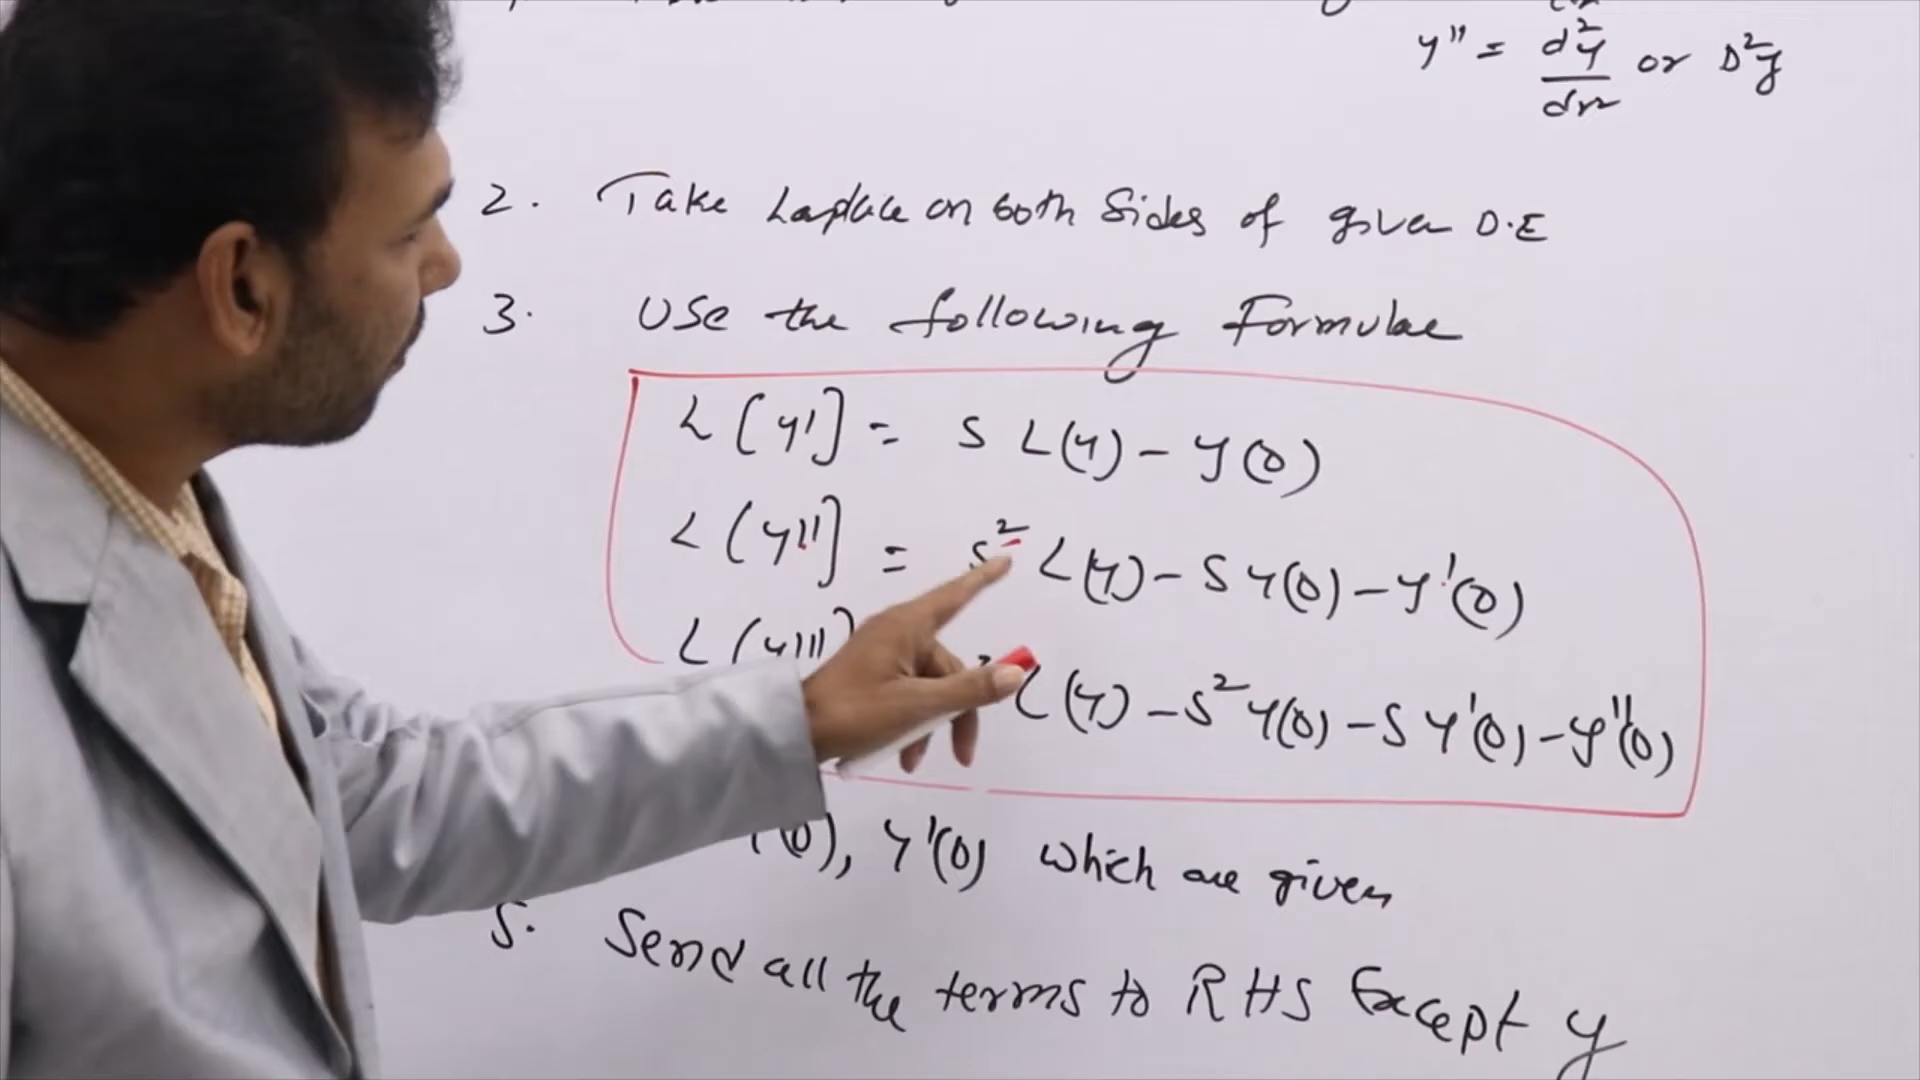 y'' = d²y/dx² or D²y
2. Take Laplace on both Sides of given D.E
3. Use the following Formulae
L[y'] = S L(y) - y(0)
L(y''] = S² L(y) - S y(0) - y'(0)
L(y''') L(y) - S² y(0) - S y'(0) - y''(0)
(0), y'(0) which are given
5. Send all the terms to RHS Except y